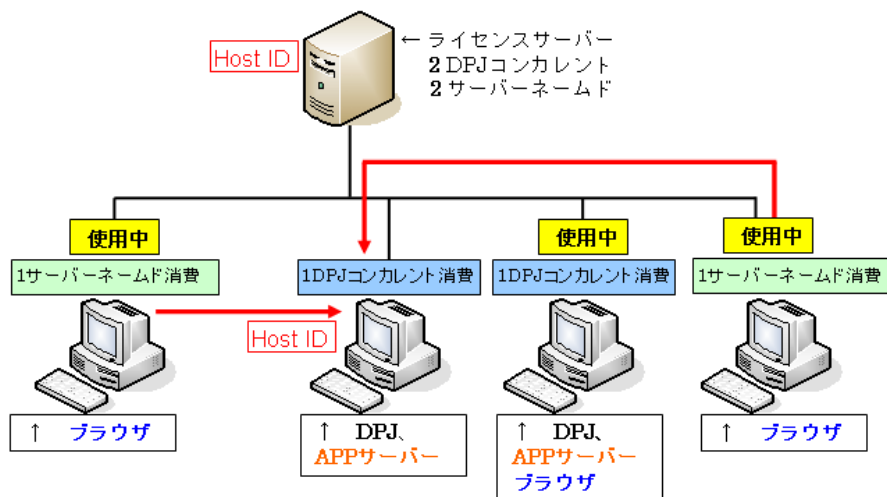 Host ID
← ライセンスサーバー
2 DPJコンカレント
2 サーバーネームド
使用中
使用中
使用中
1サーバーネームド消費
1DPJコンカレント消費
1DPJコンカレント消費
1サーバーネームド消費
Host ID
↑ ブラウザ
↑ DPJ、
APPサーバー
↑ DPJ、
APPサーバー
ブラウザ
↑ ブラウザ